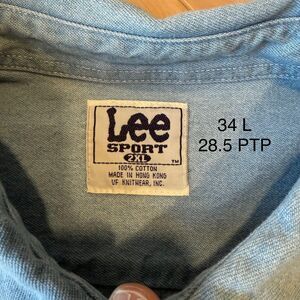 Lee
SPORT
2XL
TM
100% COTTON
MADE IN HONG KONG
VF KNITWEAR, INC.
34 L
28.5 PTP